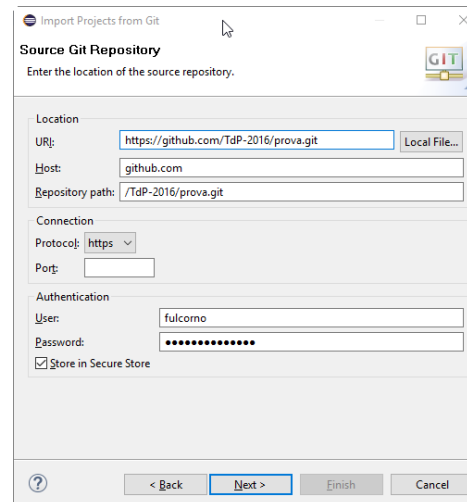 Import Projects from Git
Source Git Repository
Enter the location of the source repository.
GIT
Location
URI: https://github.com/TdP-2016/prova.git Local File...
Host: github.com
Repository path: /TdP-2016/prova.git
Connection
Protocol: https
Port:
Authentication
User: fulcorno
Password: ●●●●●●●●●●●●●●
Store in Secure Store
? < Back Next > Finish Cancel